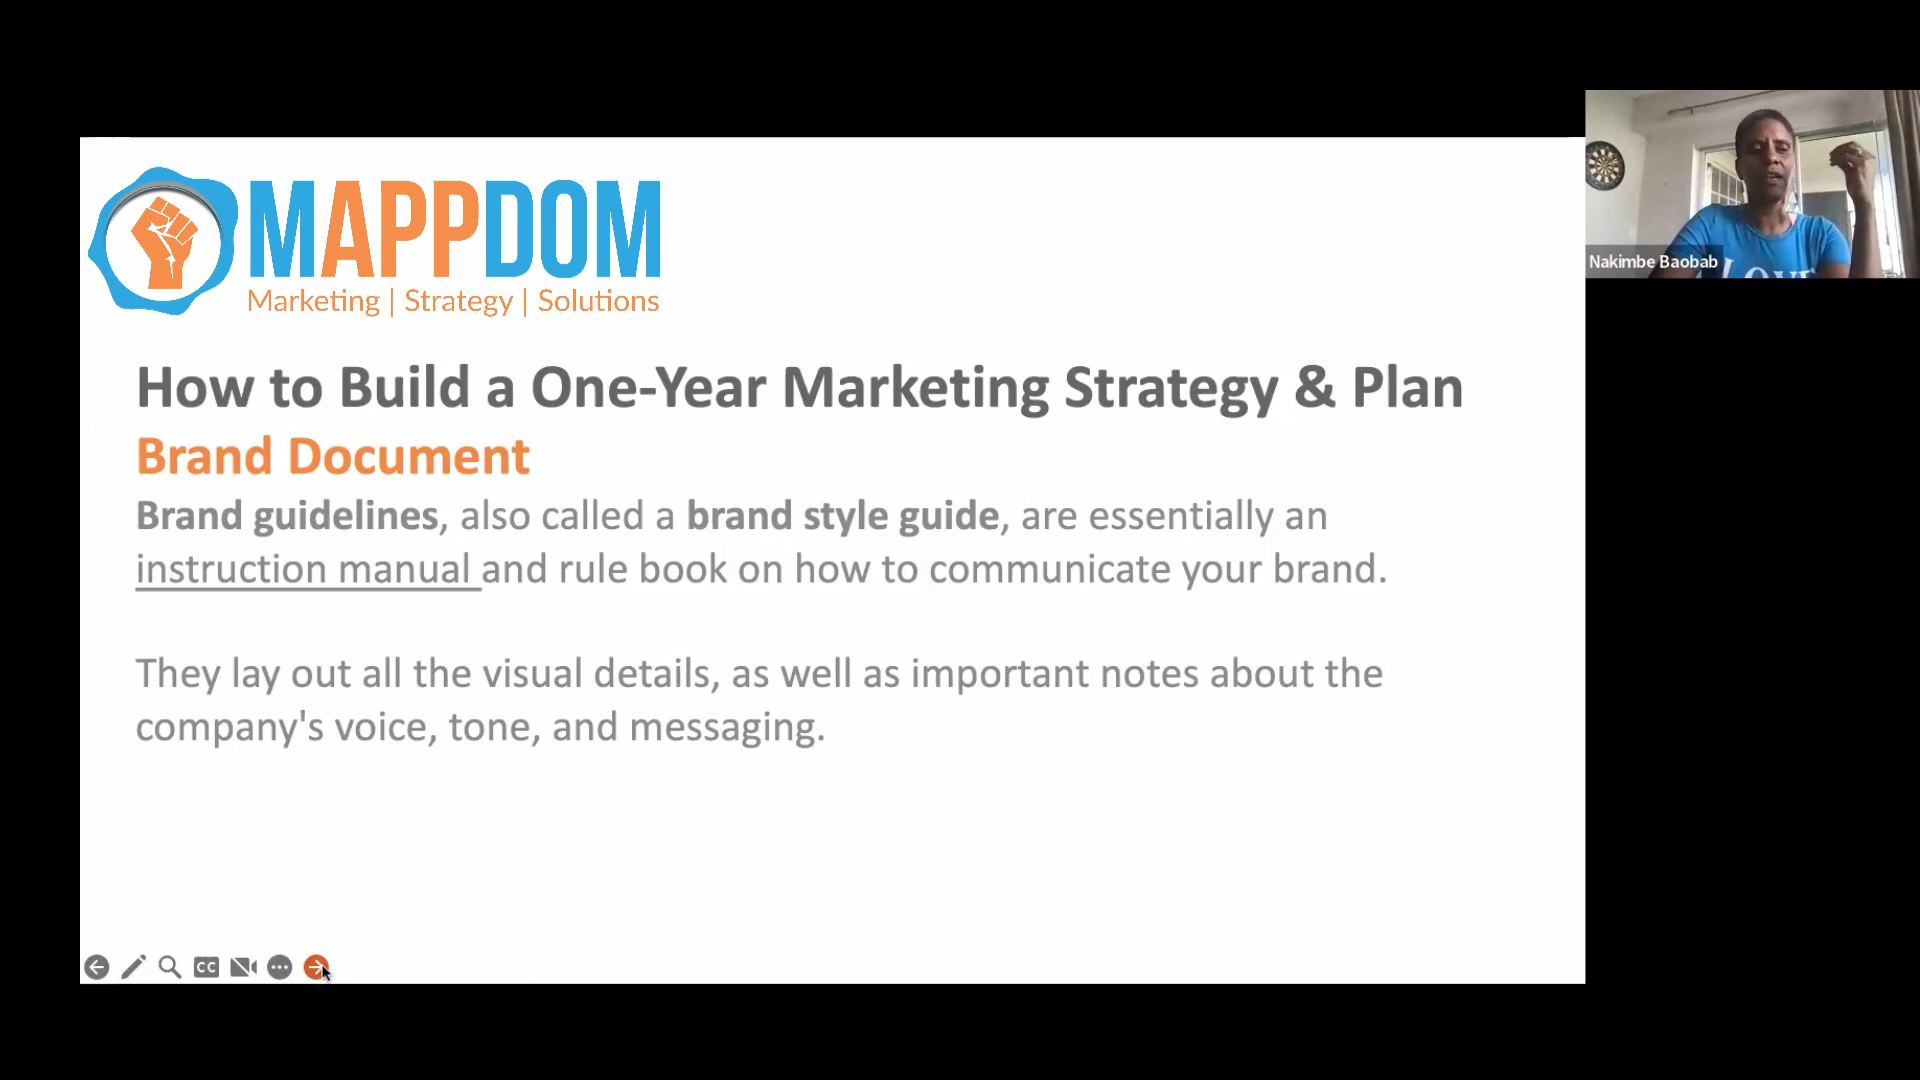 MAPPDOM
Marketing | Strategy | Solutions
How to Build a One-Year Marketing Strategy & Plan
Brand Document
Brand guidelines, also called a brand style guide, are essentially an
instruction manual and rule book on how to communicate your brand.
They lay out all the visual details, as well as important notes about the
company's voice, tone, and messaging.
CC
Nakimbe Baobab
LOVE